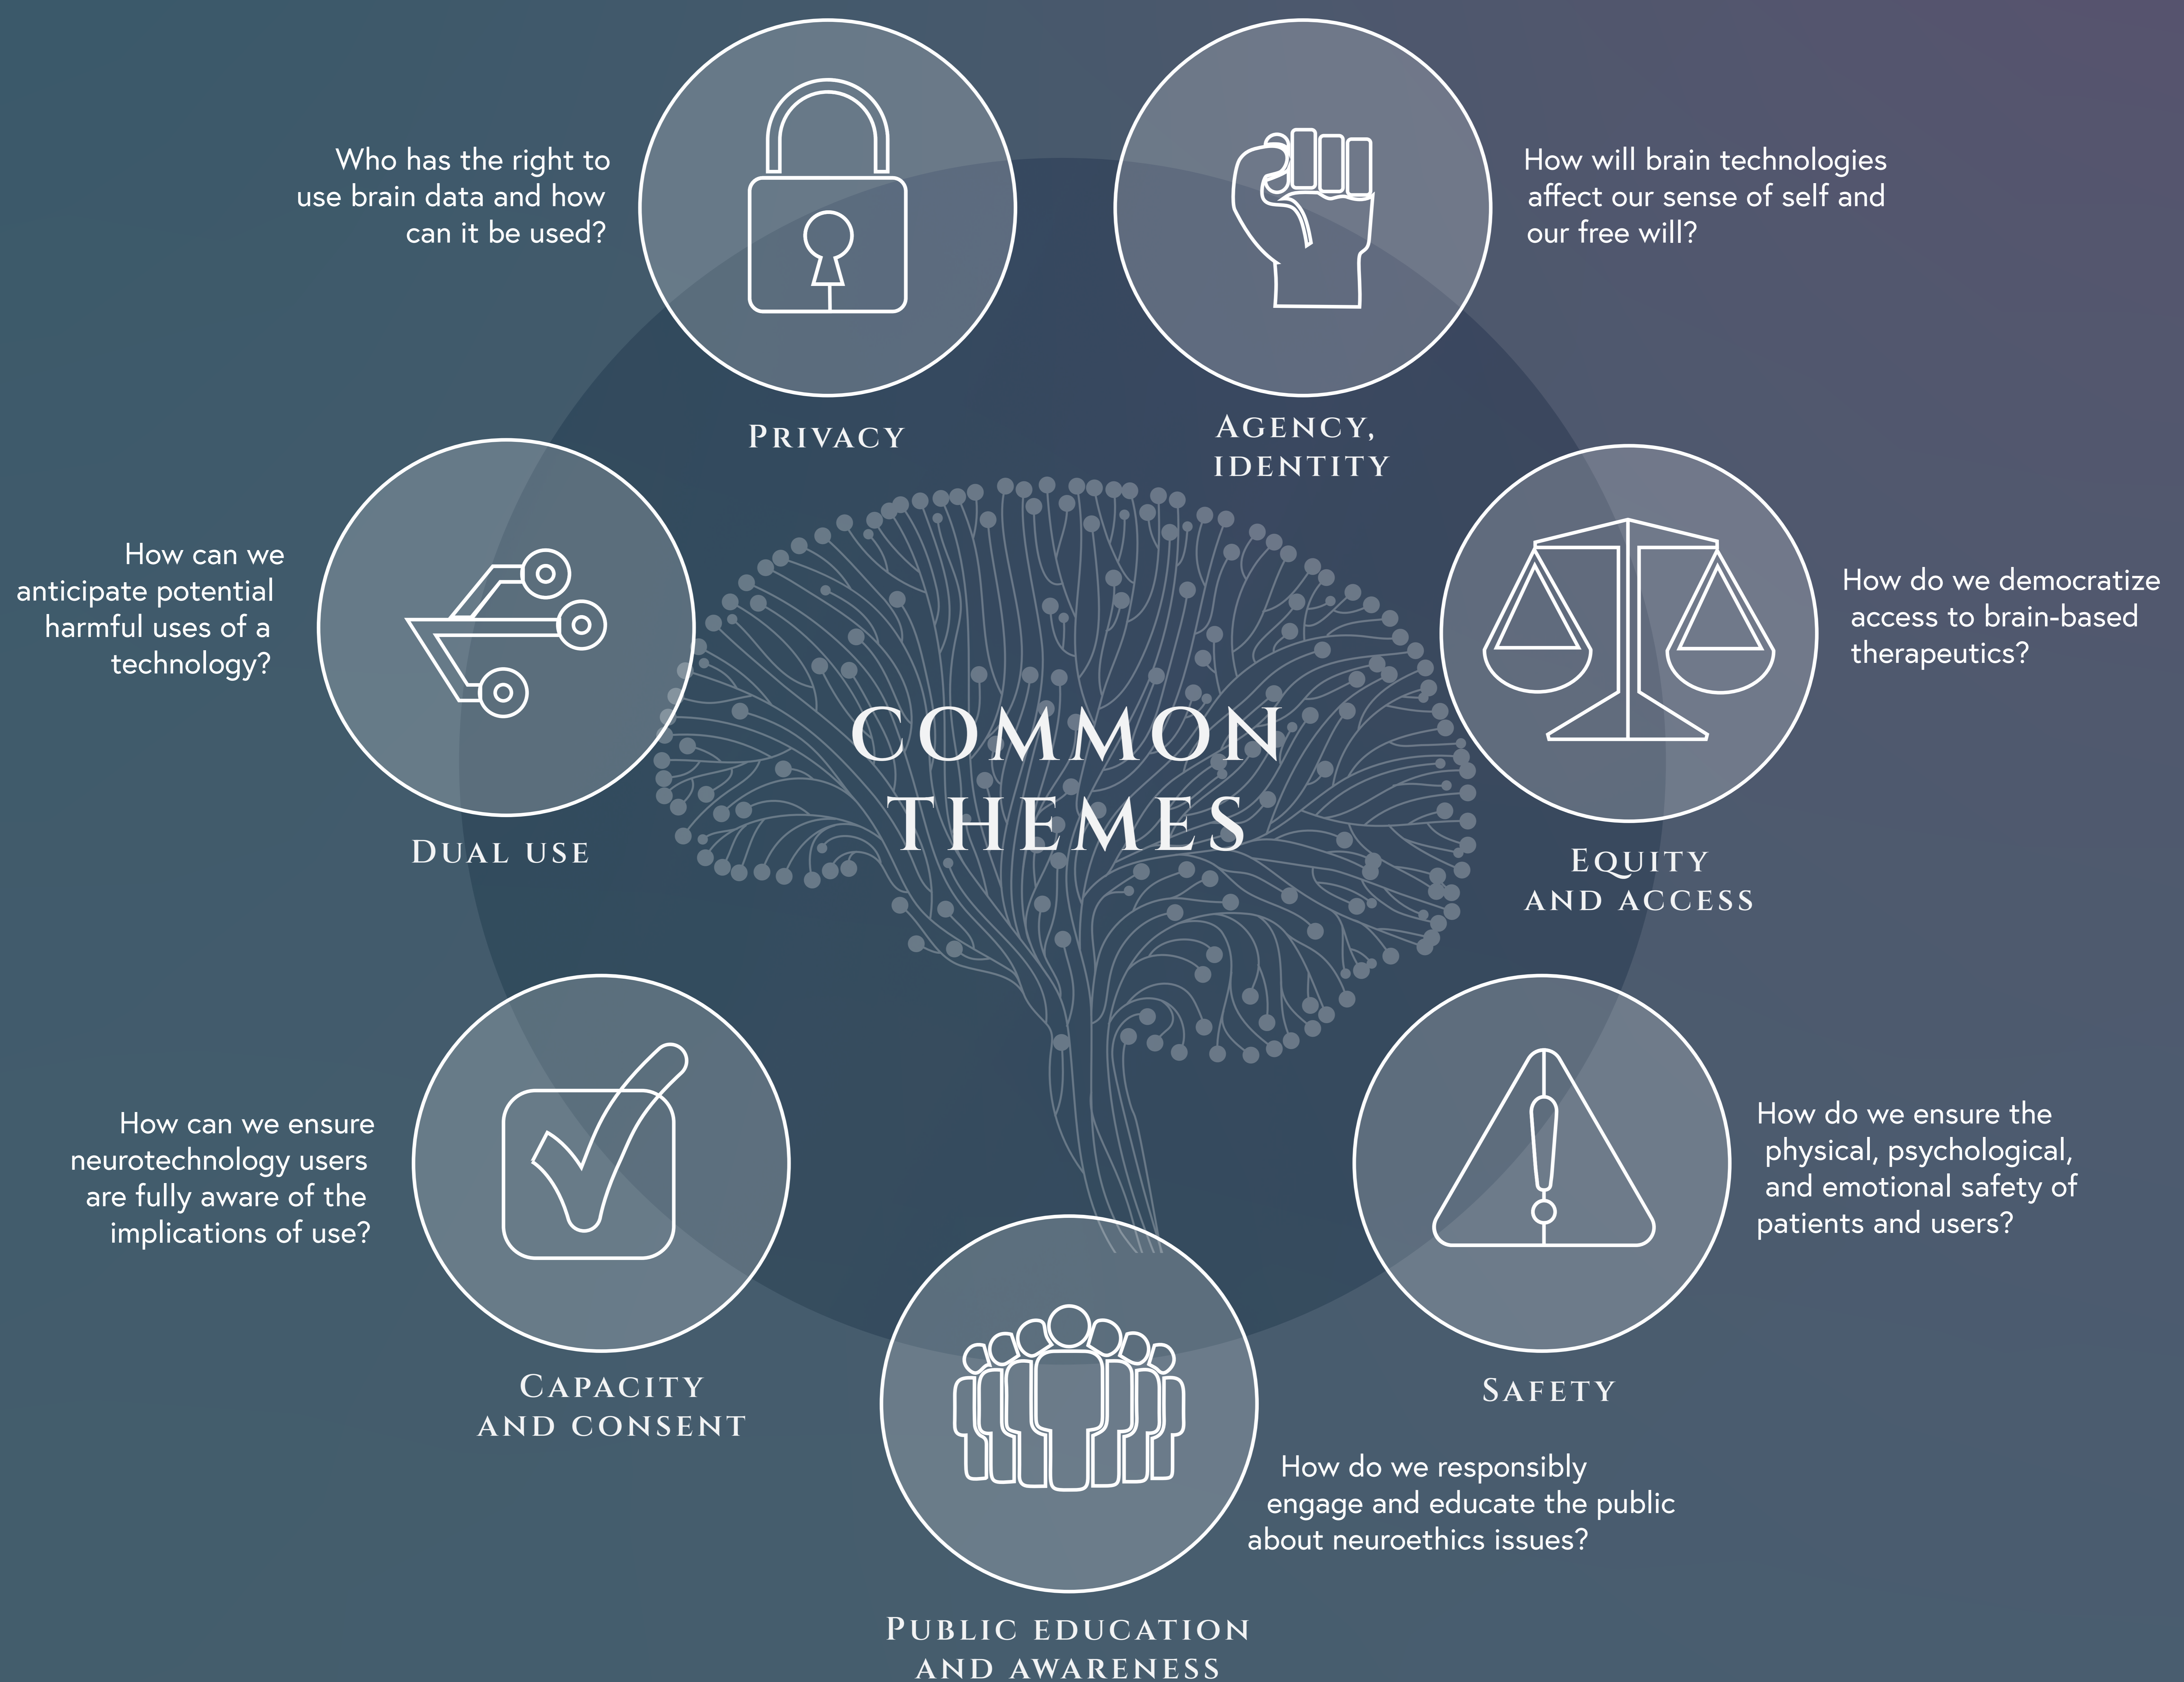 COMMON
THEMES
Who has the right to
use brain data and how
can it be used?
PRIVACY
How will brain technologies
affect our sense of self and
our free will?
AGENCY,
IDENTITY
How do we democratize
access to brain-based
therapeutics?
EQUITY
AND ACCESS
How do we ensure the
physical, psychological,
and emotional safety of
patients and users?
SAFETY
How do we responsibly
engage and educate the public
about neuroethics issues?
PUBLIC EDUCATION
AND AWARENESS
How can we ensure
neurotechnology users
are fully aware of the
implications of use?
CAPACITY
AND CONSENT
How can we
anticipate potential
harmful uses of a
technology?
DUAL USE